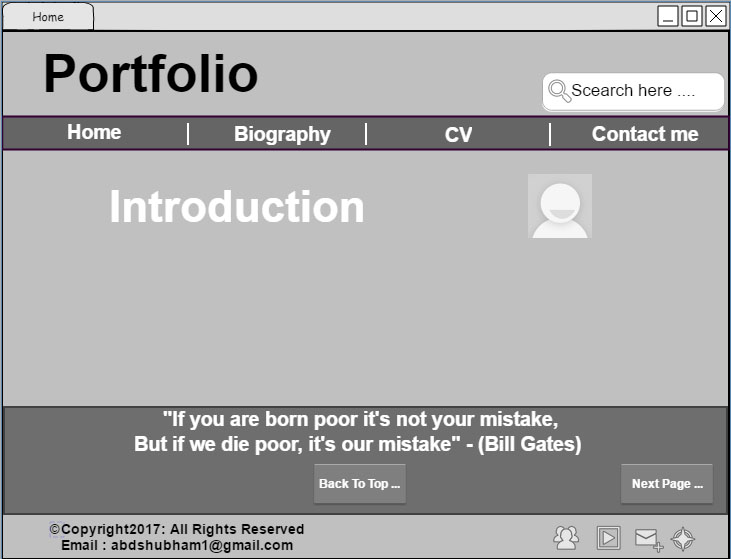 Home
Portfolio
Scearch here ....
Home
Biography
CV
Contact me
Introduction
"If you are born poor it's not your mistake,
But if we die poor, it's our mistake" - (Bill Gates)
Back To Top ...
Next Page ...
©Copyright2017: All Rights Reserved
Email : abdshubham1@gmail.com